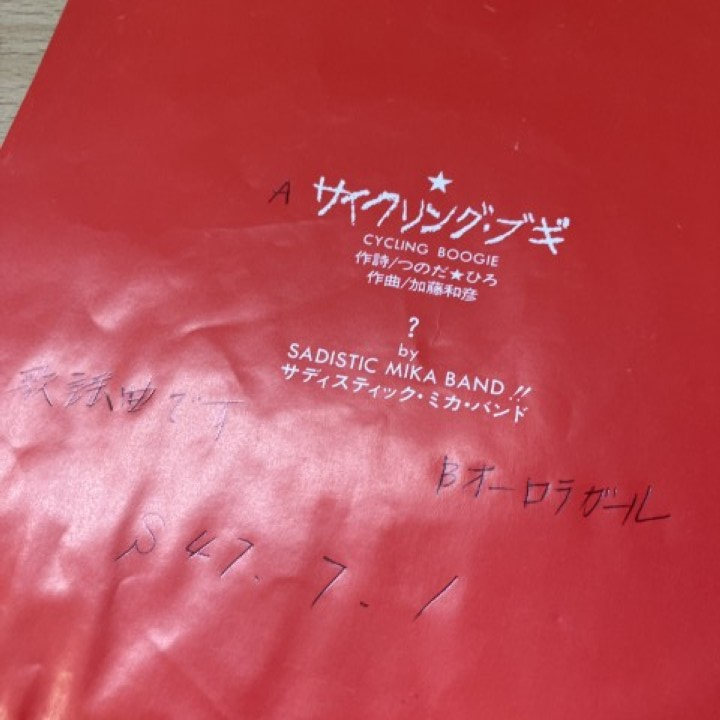 ★
A サイクリング・ブギ
CYCLING BOOGIE
作詩/つのだ★ひろ
作曲/加藤和彦
?
by
SADISTIC MIKA BAND!!
サディスティック・ミカ・バンド
歌謡曲です
Bオーロラガール
S47.7.1